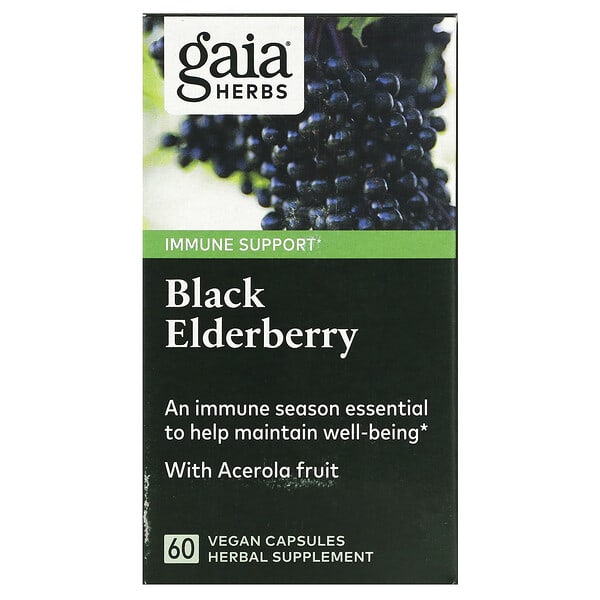 gaia®
HERBS
IMMUNE SUPPORT*
Black
Elderberry
An immune season essential
to help maintain well-being*
With Acerola fruit
60
VEGAN CAPSULES
HERBAL SUPPLEMENT